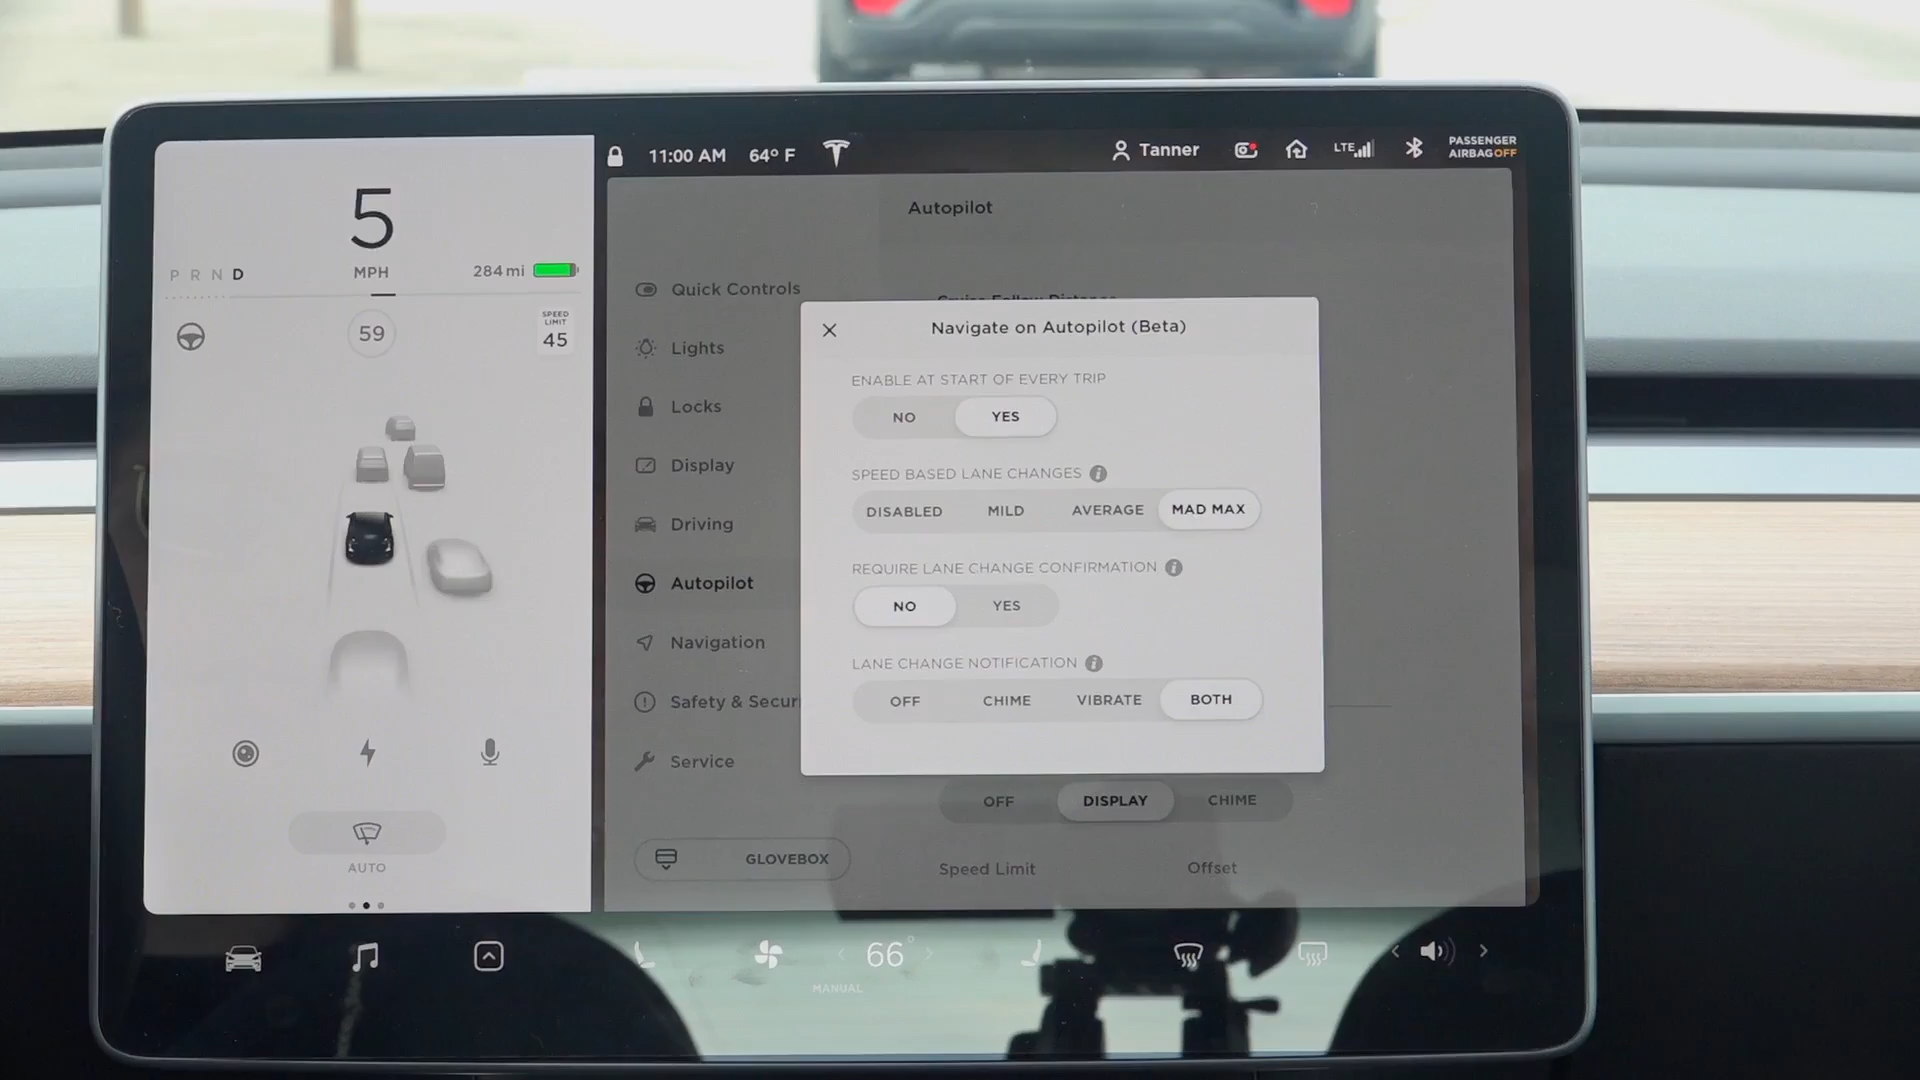 11:00 AM 64° F Tanner LTE PASSENGER
AIRBAG OFF
5
P R N D MPH 284 mi
59
SPEED
LIMIT
45
AUTO
Autopilot
Quick Controls
Lights
Locks
Display
Driving
Autopilot
Navigation
Safety & Secur
Service
GLOVEBOX
Navigate on Autopilot (Beta)
ENABLE AT START OF EVERY TRIP
NO YES
SPEED BASED LANE CHANGES
DISABLED MILD AVERAGE MAD MAX
REQUIRE LANE CHANGE CONFIRMATION
NO YES
LANE CHANGE NOTIFICATION
OFF CHIME VIBRATE BOTH
OFF DISPLAY CHIME
Speed Limit Offset
66°
MANUAL